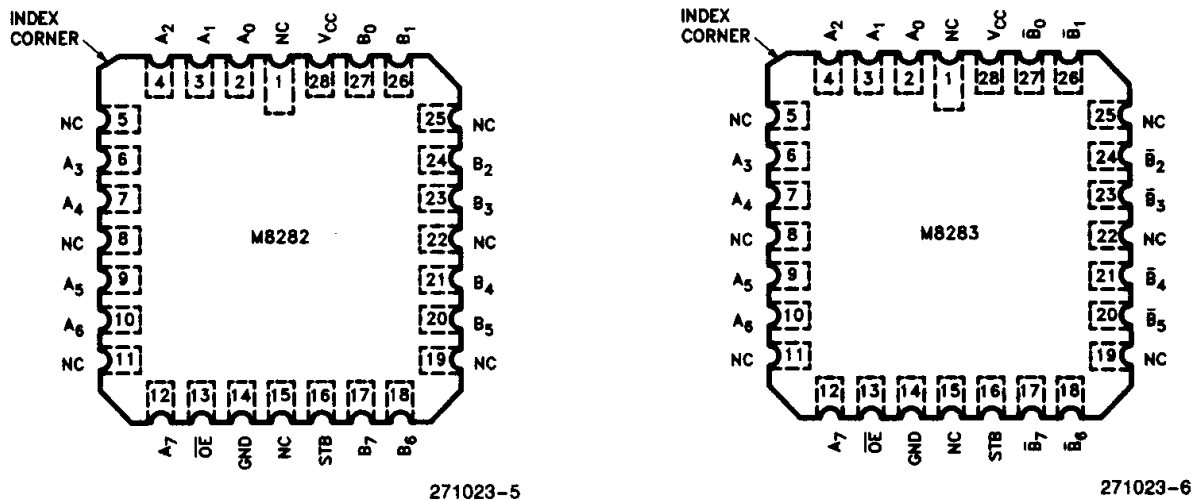 INDEX
CORNER
A2 A1 A0 NC VCC B0 B1
4 3 2 1 28 27 26
NC 5 25 NC
A3 6 24 B2
A4 7 23 B3
NC 8 M8282 22 NC
A5 9 21 B4
A6 10 20 B5
NC 11 19 NC
12 13 14 15 16 17 18
A7 O̅E̅ GND NC STB B7 B6
271023-5
INDEX
CORNER
A2 A1 A0 NC VCC B̅0 B̅1
4 3 2 1 28 27 26
NC 5 25 NC
A3 6 24 B̅2
A4 7 23 B̅3
NC 8 M8283 22 NC
A5 9 21 B̅4
A6 10 20 B̅5
NC 11 19 NC
12 13 14 15 16 17 18
A7 O̅E̅ GND NC STB B̅7 B̅6
271023-6